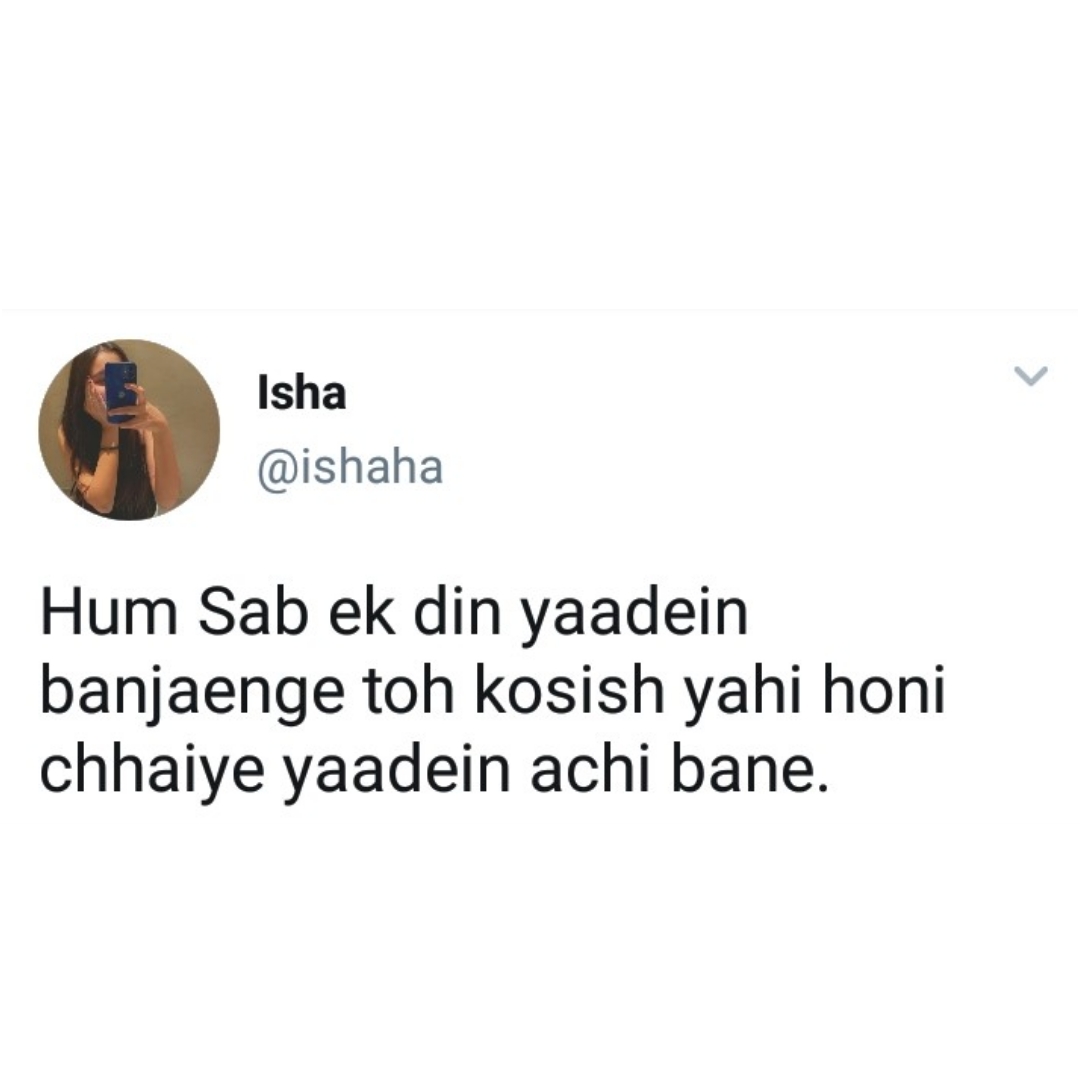 Isha
@ishaha
Hum Sab ek din yaadein
banjaenge toh kosish yahi honi
chhaiye yaadein achi bane.